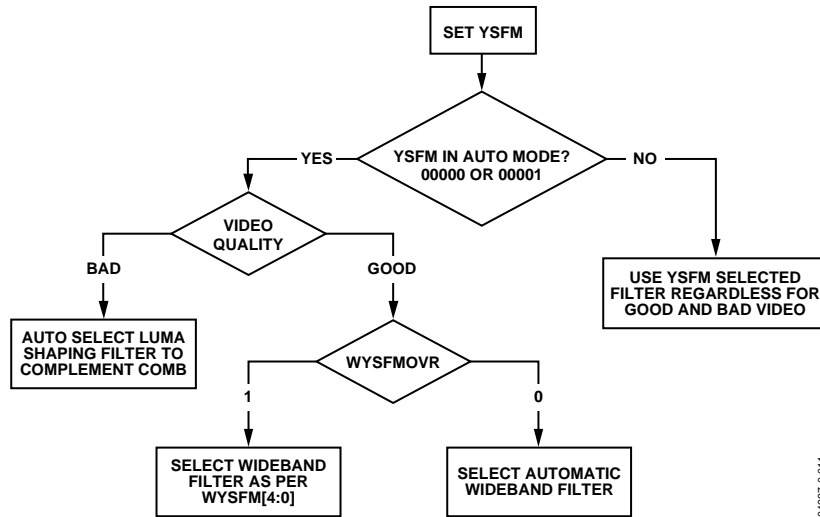 SET YSFM
YSFM IN AUTO MODE?
00000 OR 00001
YES
NO
VIDEO
QUALITY
BAD
GOOD
USE YSFM SELECTED
FILTER REGARDLESS FOR
GOOD AND BAD VIDEO
AUTO SELECT LUMA
SHAPING FILTER TO
COMPLEMENT COMB
WYSFMOVR
1
0
SELECT WIDEBAND
FILTER AS PER
WYSFM[4:0]
SELECT AUTOMATIC
WIDEBAND FILTER